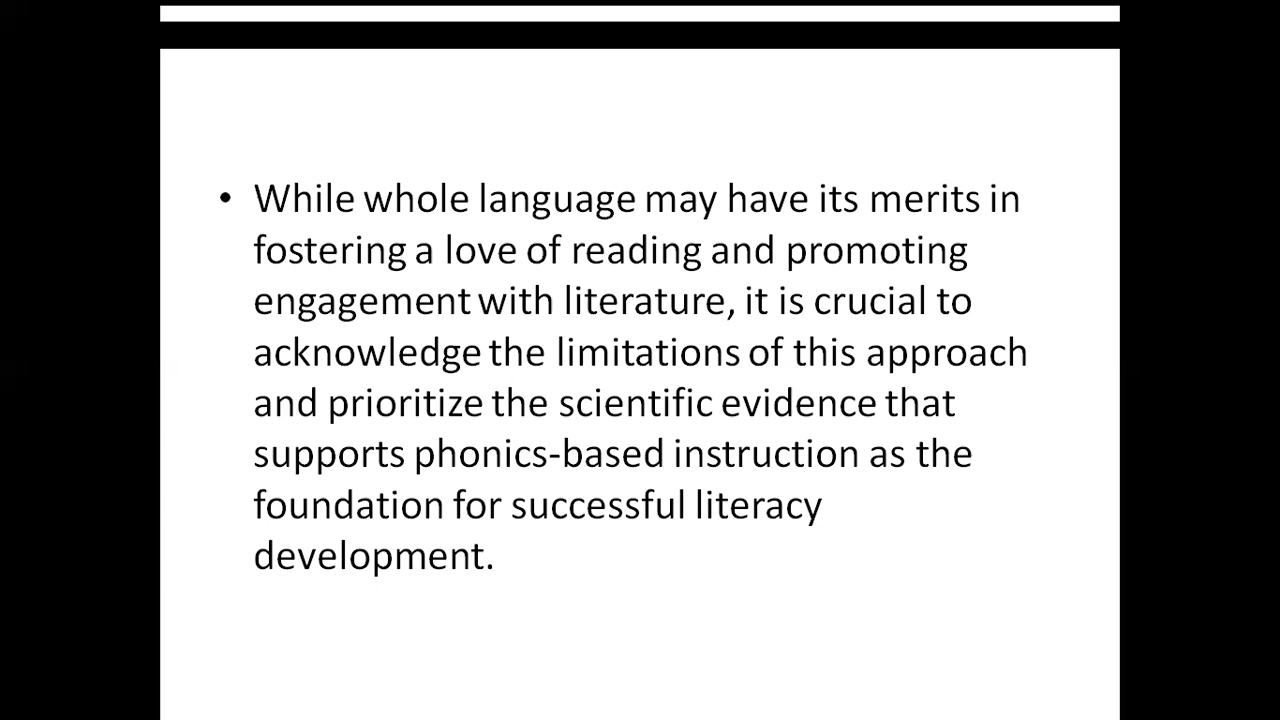 • While whole language may have its merits in
fostering a love of reading and promoting
engagement with literature, it is crucial to
acknowledge the limitations of this approach
and prioritize the scientific evidence that
supports phonics-based instruction as the
foundation for successful literacy
development.